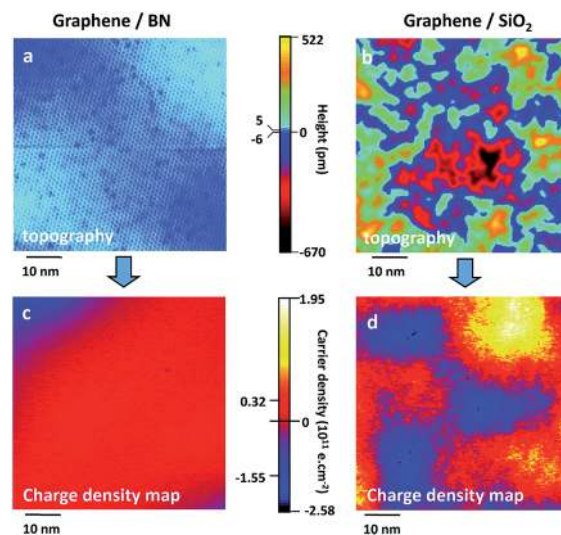 Graphene / BN
Graphene / SiO₂
a
topography
10 nm
522
5
-6
-670
Height (pm)
b
topography
10 nm
c
Charge density map
10 nm
1.95
0.32
0
-1.55
-2.58
Carrier density (10¹¹ e.cm⁻²)
d
Charge density map
10 nm